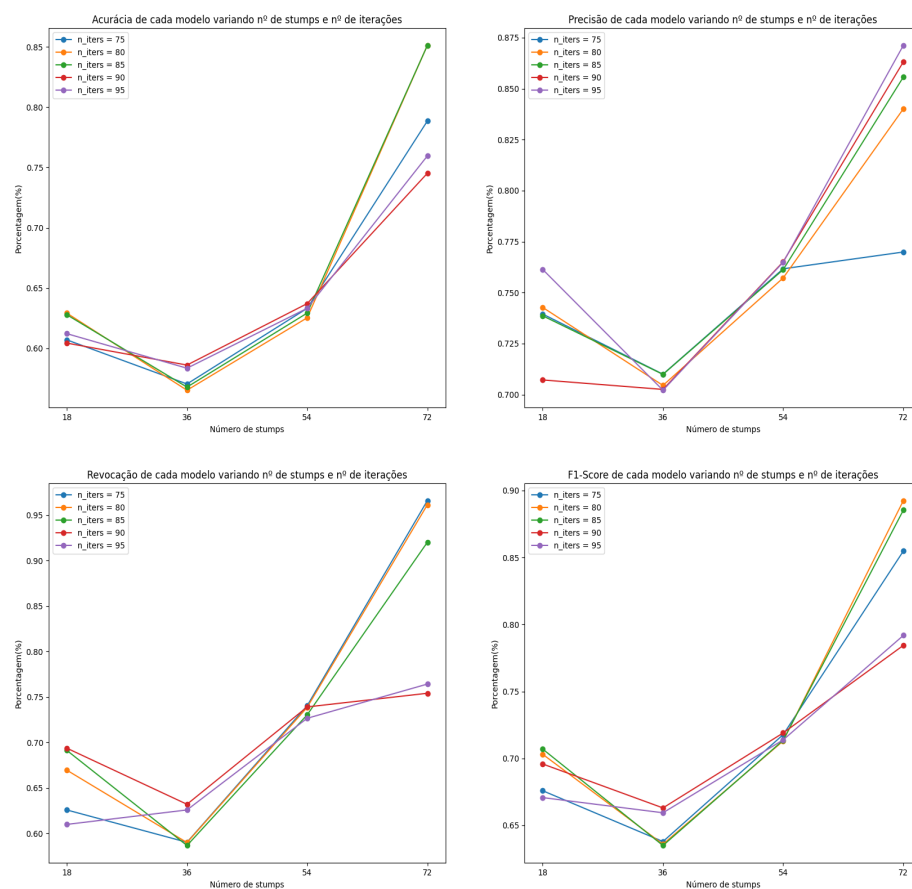 Acurácia de cada modelo variando nº de stumps e nº de iterações
n_iters = 75
n_iters = 80
n_iters = 85
n_iters = 90
n_iters = 95
0.85
0.80
0.75
0.70
0.65
0.60
Porcentagem(%)
18 36 54 72
Número de stumps
Precisão de cada modelo variando nº de stumps e nº de iterações
n_iters = 75
n_iters = 80
n_iters = 85
n_iters = 90
n_iters = 95
0.875
0.850
0.825
0.800
0.775
0.750
0.725
0.700
Porcentagem(%)
18 36 54 72
Número de stumps
Revocação de cada modelo variando nº de stumps e nº de iterações
n_iters = 75
n_iters = 80
n_iters = 85
n_iters = 90
n_iters = 95
0.95
0.90
0.85
0.80
0.75
0.70
0.65
0.60
Porcentagem(%)
18 36 54 72
Número de stumps
F1-Score de cada modelo variando nº de stumps e nº de iterações
n_iters = 75
n_iters = 80
n_iters = 85
n_iters = 90
n_iters = 95
0.90
0.85
0.80
0.75
0.70
0.65
Porcentagem(%)
18 36 54 72
Número de stumps